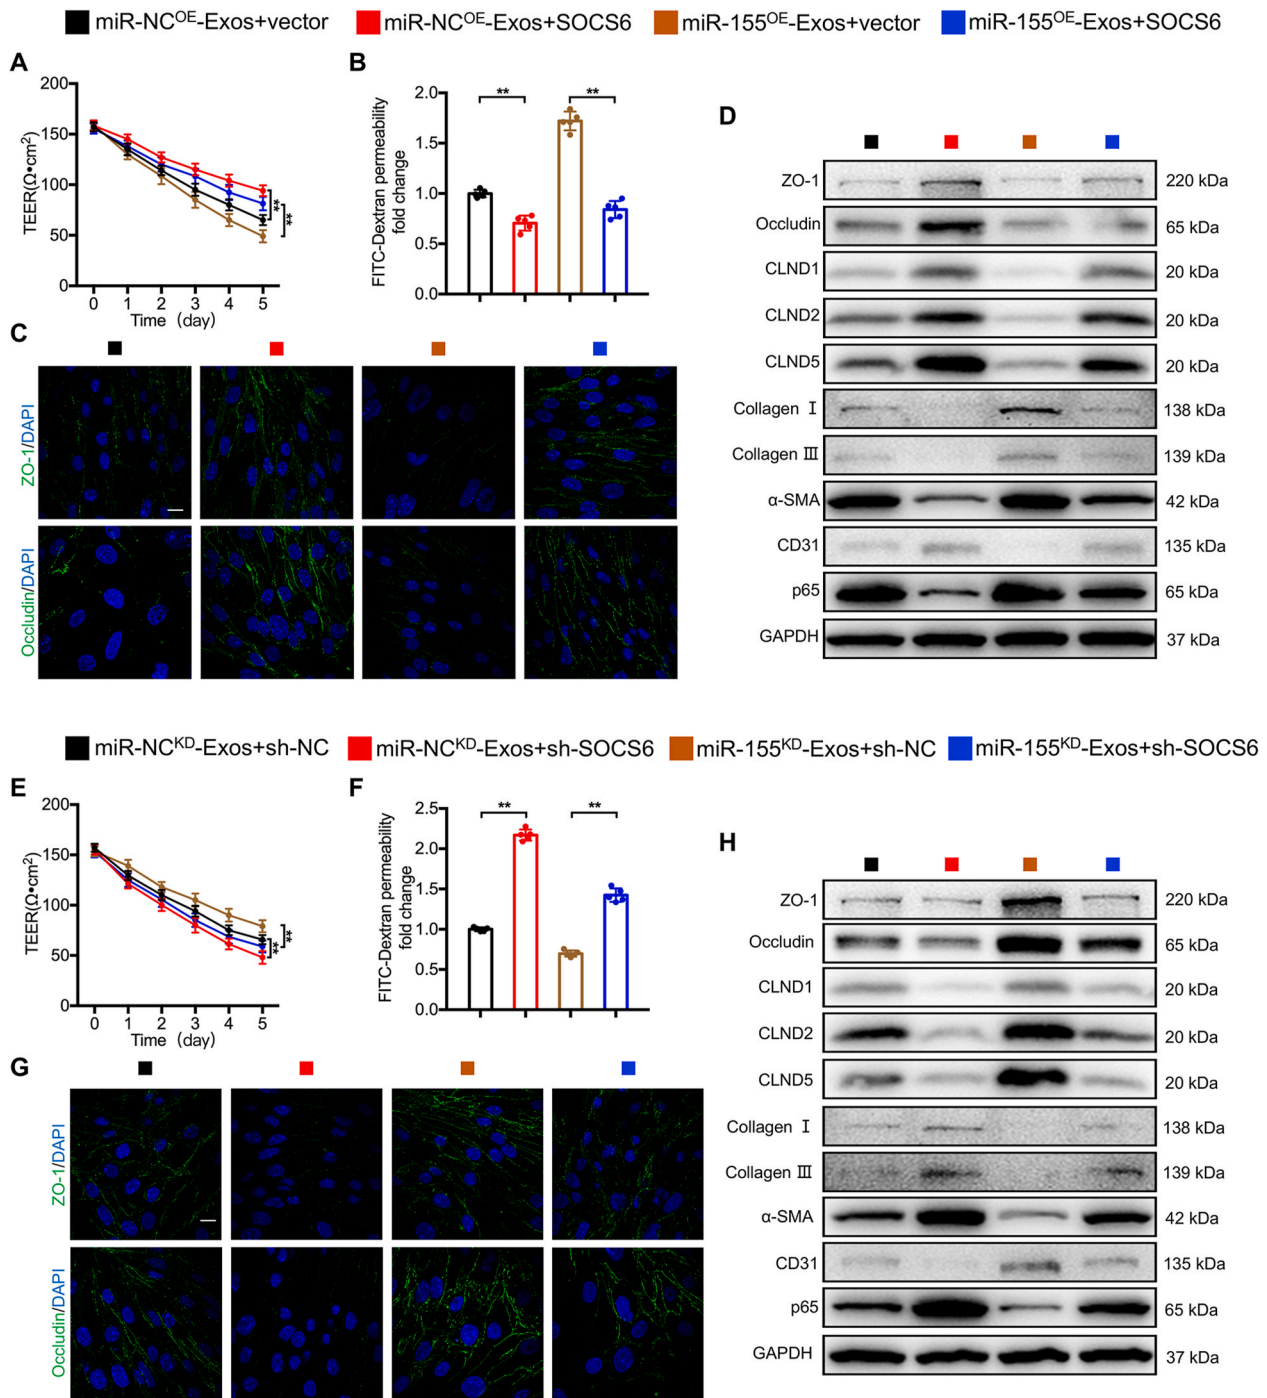 miR-NCᴼᴱ-Exos+vector miR-NCᴼᴱ-Exos+SOCS6 miR-155ᴼᴱ-Exos+vector miR-155ᴼᴱ-Exos+SOCS6
A
TEER(Ω•cm²)
200
150
100
50
0
0 1 2 3 4 5
Time (day)
**
**
B
FITC-Dextran permeability
fold change
2.0
1.5
1.0
0.5
0.0
** **
C
ZO-1/DAPI
Occludin/DAPI
D
ZO-1 220 kDa
Occludin 65 kDa
CLND1 20 kDa
CLND2 20 kDa
CLND5 20 kDa
Collagen Ⅰ 138 kDa
Collagen Ⅲ 139 kDa
α-SMA 42 kDa
CD31 135 kDa
p65 65 kDa
GAPDH 37 kDa
miR-NCᴷᴰ-Exos+sh-NC miR-NCᴷᴰ-Exos+sh-SOCS6 miR-155ᴷᴰ-Exos+sh-NC miR-155ᴷᴰ-Exos+sh-SOCS6
E
TEER(Ω•cm²)
200
150
100
50
0
0 1 2 3 4 5
Time (day)
**
**
F
FITC-Dextran permeability
fold change
2.5
2.0
1.5
1.0
0.5
0.0
** **
G
ZO-1/DAPI
Occludin/DAPI
H
ZO-1 220 kDa
Occludin 65 kDa
CLND1 20 kDa
CLND2 20 kDa
CLND5 20 kDa
Collagen Ⅰ 138 kDa
Collagen Ⅲ 139 kDa
α-SMA 42 kDa
CD31 135 kDa
p65 65 kDa
GAPDH 37 kDa